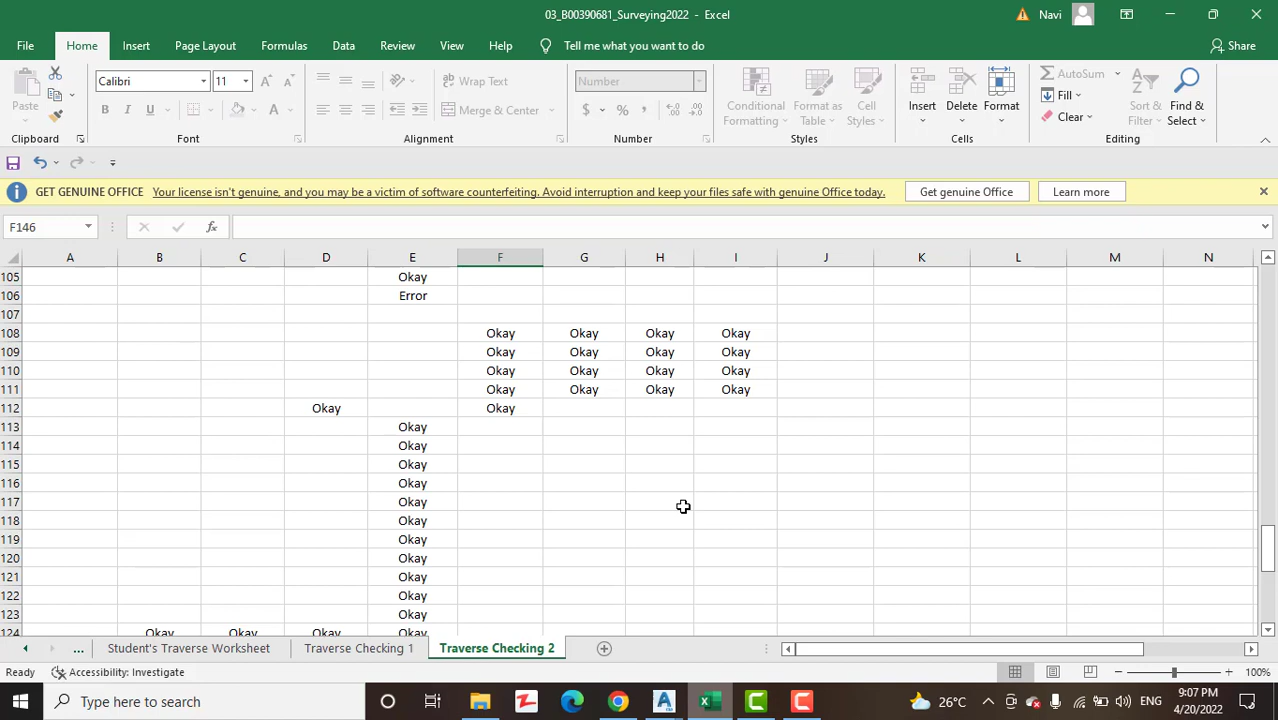 03_B00390681_Surveying2022 - Excel
Navi
File Home Insert Page Layout Formulas Data Review View Help Tell me what you want to do Share
Paste
Calibri 11
B I U
Wrap Text
Merge & Center
Number
$ % ,
Conditional Formatting
Format as Table
Cell Styles
Insert Delete Format
AutoSum
Fill
Clear
Sort & Filter
Find & Select
Clipboard Font Alignment Number Styles Cells Editing
GET GENUINE OFFICE Your license isn't genuine, and you may be a victim of software counterfeiting. Avoid interruption and keep your files safe with genuine Office today. Get genuine Office Learn more
F146 fx
A B C D E F G H I J K L M N
105 Okay
106 Error
107
108 Okay Okay Okay Okay
109 Okay Okay Okay Okay
110 Okay Okay Okay Okay
111 Okay Okay Okay Okay
112 Okay Okay
113 Okay
114 Okay
115 Okay
116 Okay
117 Okay
118 Okay
119 Okay
120 Okay
121 Okay
122 Okay
123 Okay
124 Okay Okay Okay Okay
... Student's Traverse Worksheet Traverse Checking 1 Traverse Checking 2
Ready Accessibility: Investigate 100%
Type here to search 26°C ENG 9:07 PM
4/20/2022